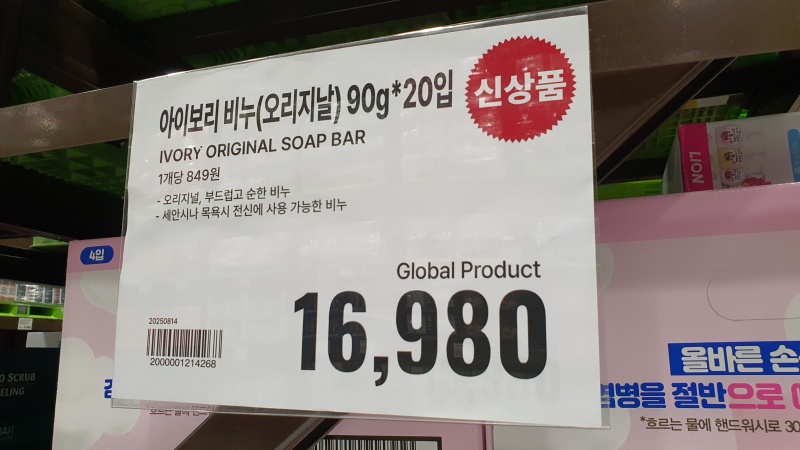 아이보리 비누(오리지날) 90g*20입
신상품
IVORY ORIGINAL SOAP BAR
1개당 849원
- 오리지널, 부드럽고 순한 비누
- 세안시나 목욕시 전신에 사용 가능한 비누
Global Product
16,980
20250814
2000001214268
LION
4입
올바른 손
병을 절반으로
*흐르는 물에 핸드워시로 30
SCRUB